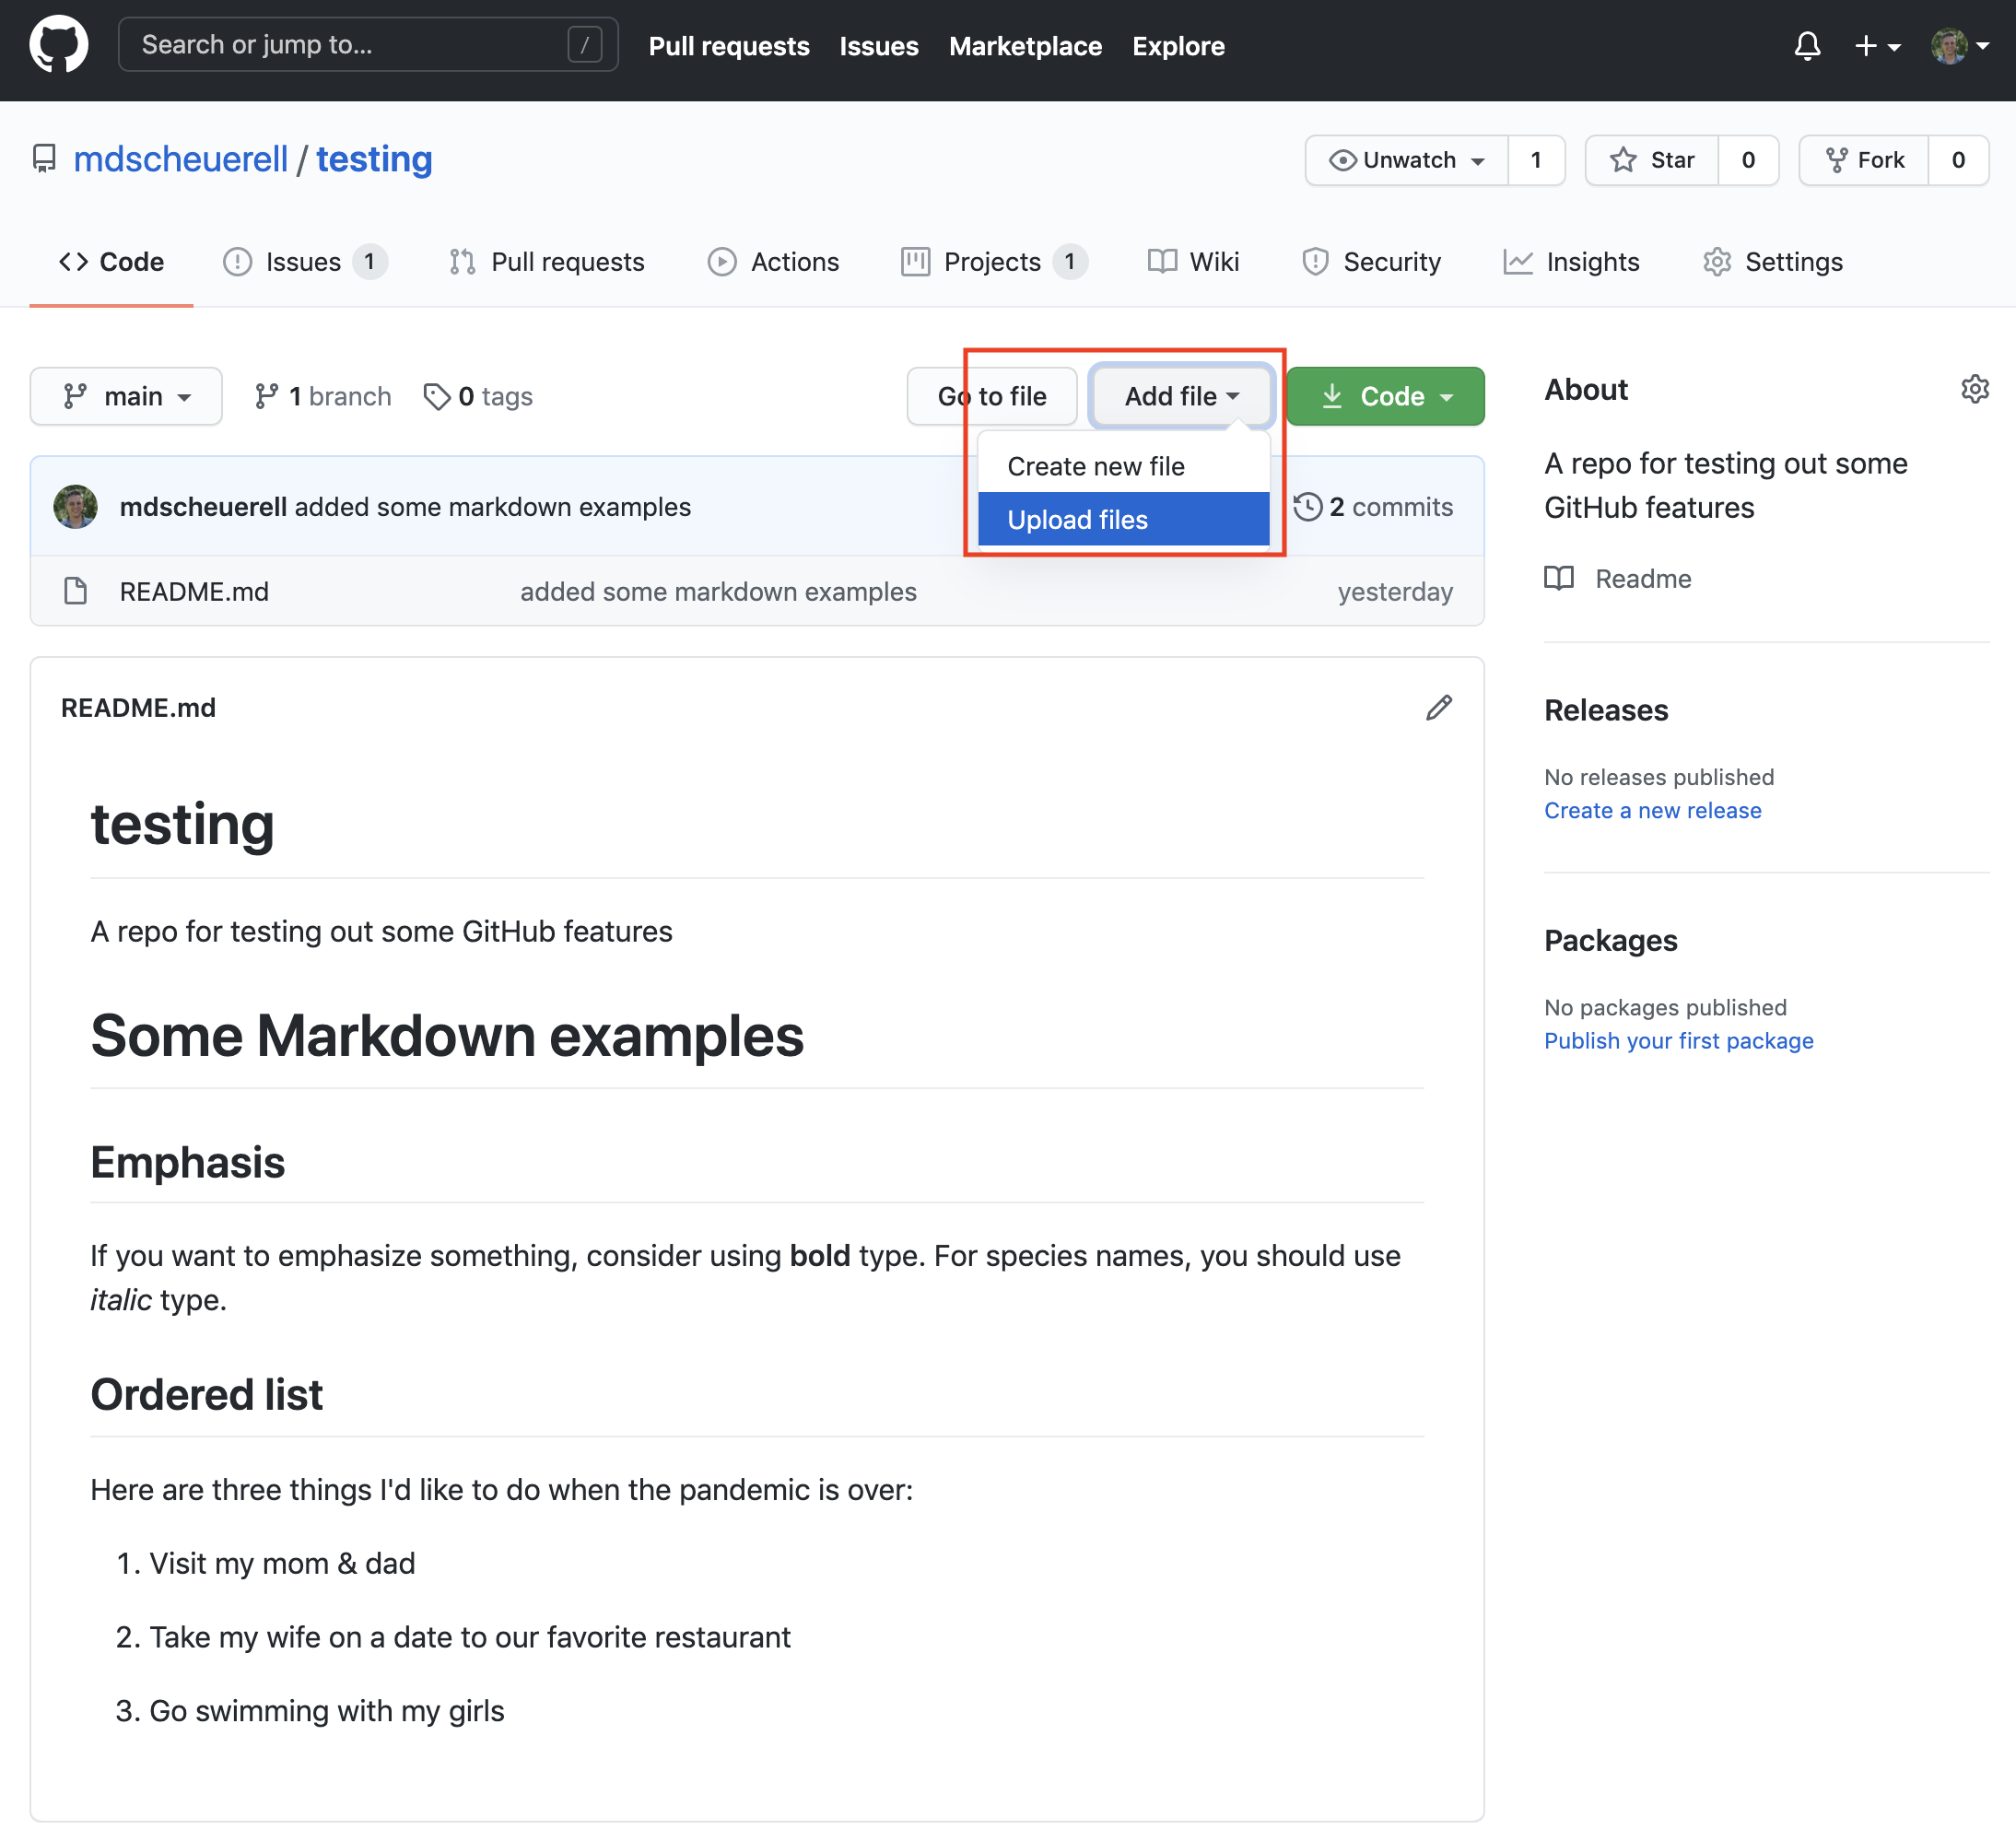 Search or jump to... /
Pull requests Issues Marketplace Explore
mdscheuerell / testing
Unwatch 1 Star 0 Fork 0
Code Issues 1 Pull requests Actions Projects 1 Wiki Security Insights Settings
main 1 branch 0 tags Go to file Add file Code
Create new file
Upload files
mdscheuerell added some markdown examples 2 commits
README.md added some markdown examples yesterday
README.md
testing
A repo for testing out some GitHub features
Some Markdown examples
Emphasis
If you want to emphasize something, consider using bold type. For species names, you should use
italic type.
Ordered list
Here are three things I'd like to do when the pandemic is over:
1. Visit my mom & dad
2. Take my wife on a date to our favorite restaurant
3. Go swimming with my girls
About
A repo for testing out some
GitHub features
Readme
Releases
No releases published
Create a new release
Packages
No packages published
Publish your first package